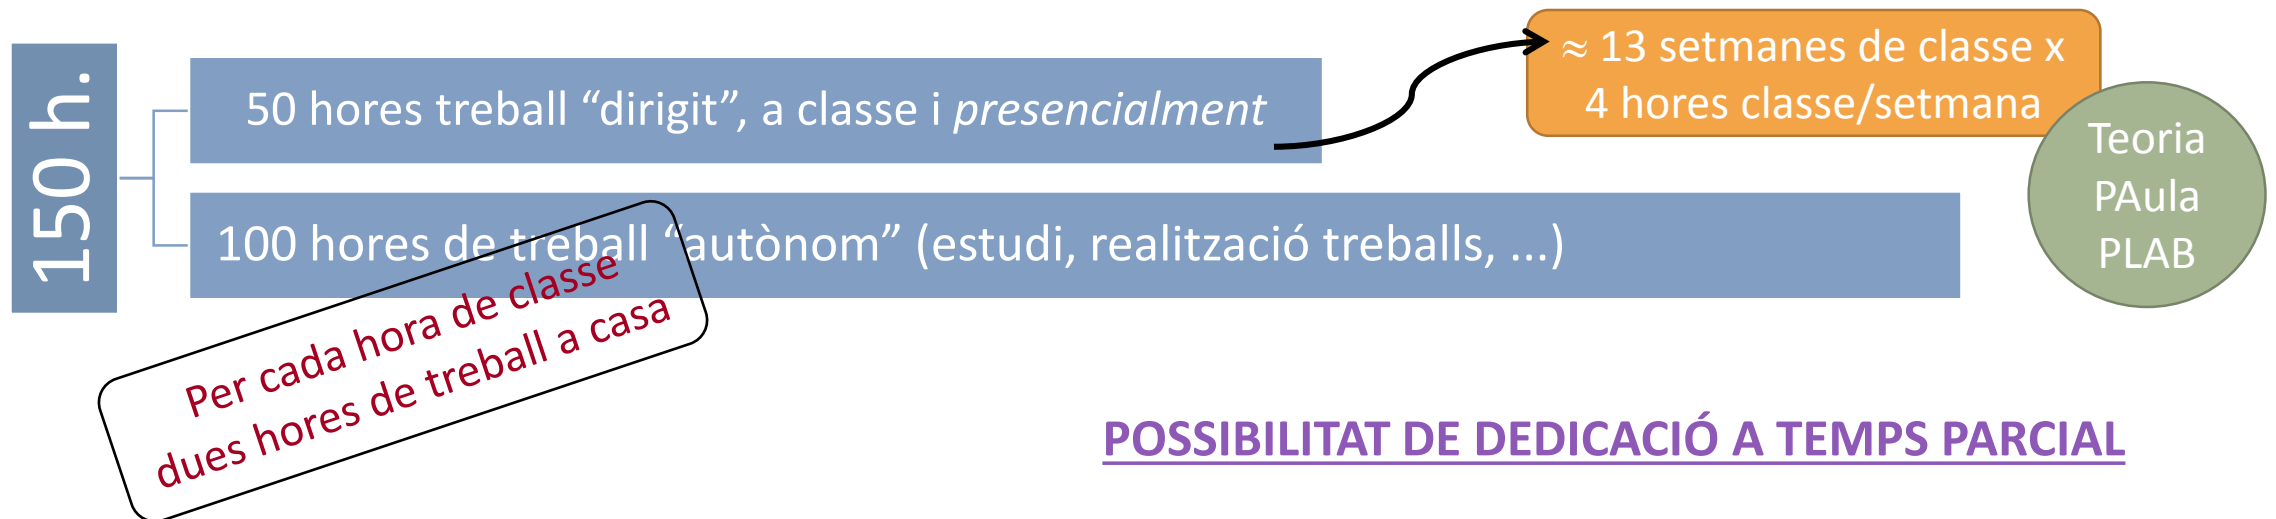 150 h.
50 hores treball “dirigit”, a classe i presencialment
≈ 13 setmanes de classe x
4 hores classe/setmana
Teoria
PAula
PLAB
100 hores de treball “autònom” (estudi, realització treballs, ...)
Per cada hora de classe
dues hores de treball a casa
POSSIBILITAT DE DEDICACIÓ A TEMPS PARCIAL